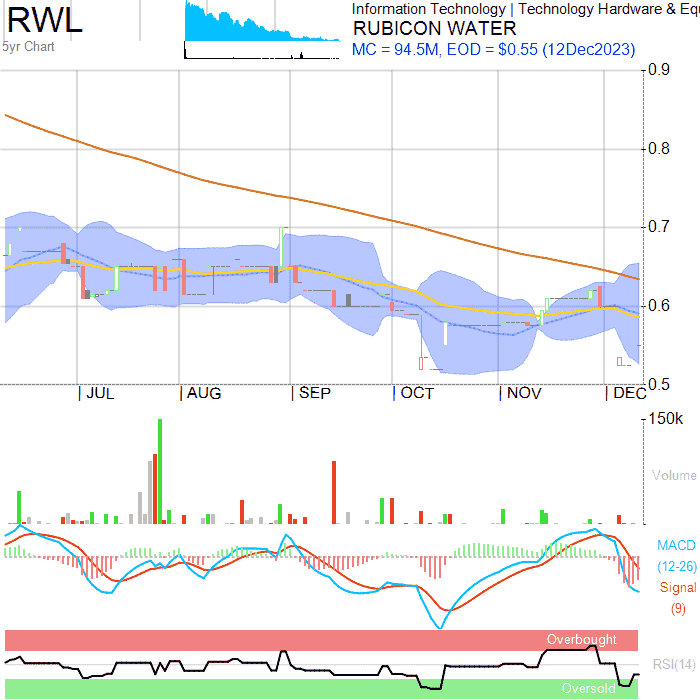 RWL
5yr Chart
Information Technology | Technology Hardware & Equ
RUBICON WATER
MC = 94.5M, EOD = $0.55 (12Dec2023)
0.9
0.8
0.7
0.6
0.5
| JUL | AUG | SEP | OCT | NOV | DEC
150k
Volume
MACD
(12-26)
Signal
(9)
Overbought
RSI(14)
Oversold